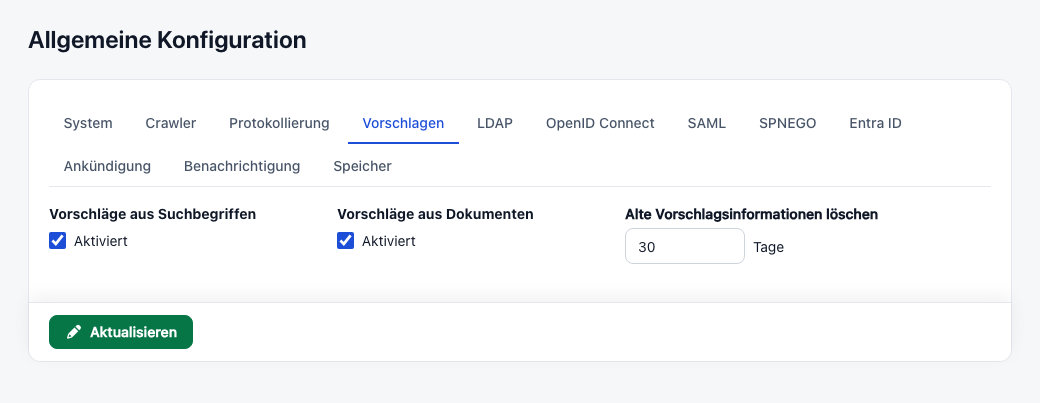 Allgemeine Konfiguration
System Crawler Protokollierung Vorschlagen LDAP OpenID Connect SAML SPNEGO Entra ID
Ankündigung Benachrichtigung Speicher
Vorschläge aus Suchbegriffen Vorschläge aus Dokumenten Alte Vorschlagsinformationen löschen
Aktiviert Aktiviert 30 Tage
Aktualisieren